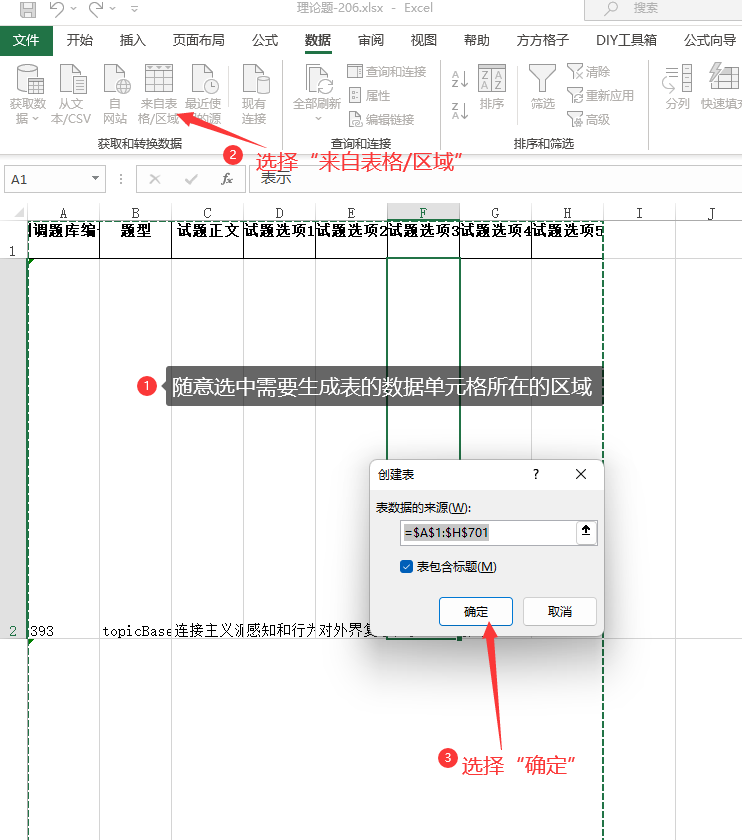 理论题-206.xlsx - Excel
搜索
文件 开始 插入 页面布局 公式 数据 审阅 视图 帮助 方方格子 DIY工具箱 公式向导
获取数据 从文本/CSV 自网站 来自表格/区域 最近使 的源 现有连接 全部刷新 查询和连接 属性 编辑链接 排序 筛选 清除 重新应用 高级 分列 快速填
获取和转换数据 查询和连接 排序和筛选
2 选择“来自表格/区域”
A1 fx 表示
A B C D E F G H I J
1 调题库编 题型 试题正文 试题选项1 试题选项2 试题选项3 试题选项4 试题选项5
1 随意选中需要生成表的数据单元格所在的区域
创建表 ?
表数据的来源(W):
=$A$1:$H$701
表包含标题(M)
确定 取消
2 393 topicBase 连接主义 感知和行为 对外界复
3 选择“确定”